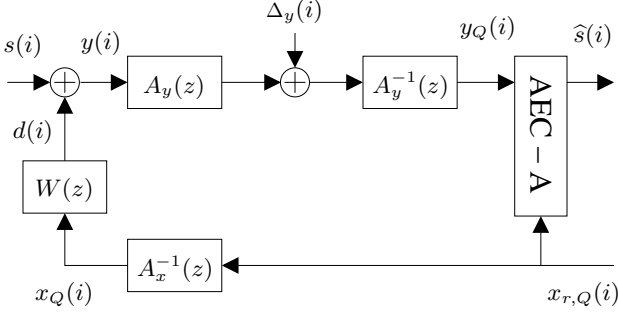 Δ_y(i)
s(i) y(i) y_Q(i) ŝ(i)
+ A_y(z) + A_y^{-1}(z) AEC – A
d(i)
W(z)
A_x^{-1}(z)
x_Q(i) x_{r,Q}(i)